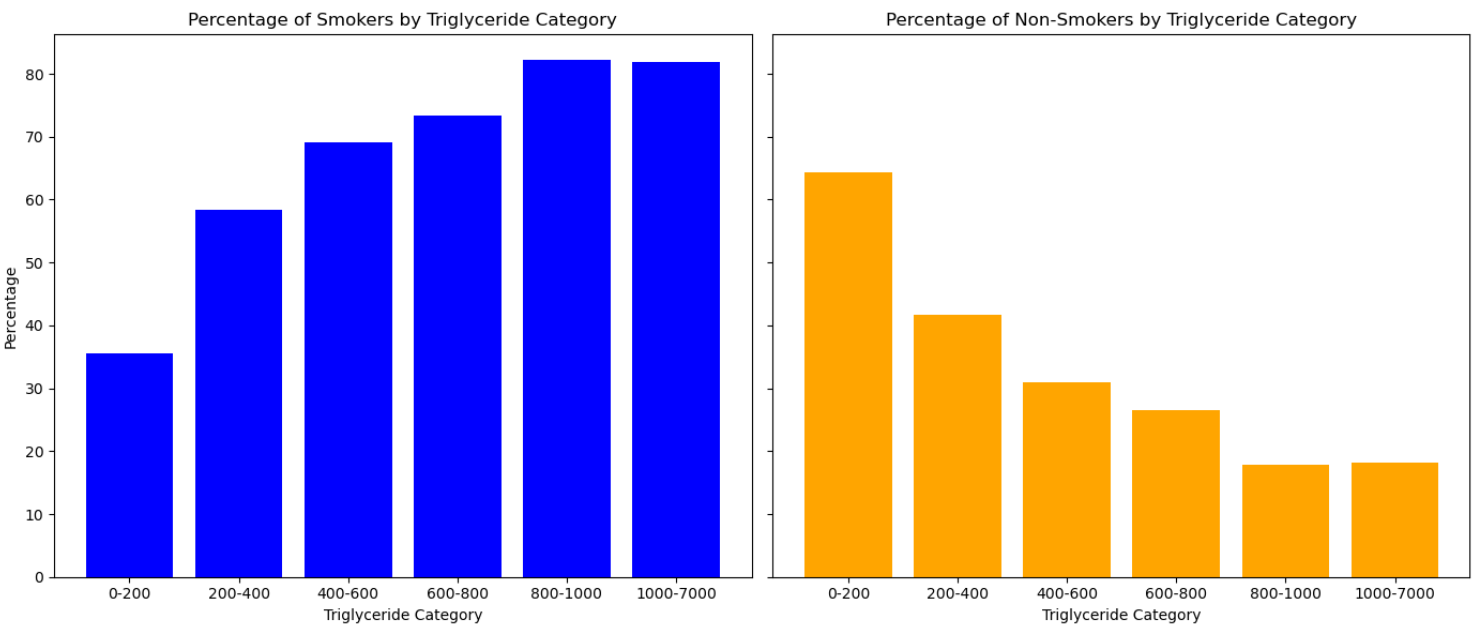 Percentage of Smokers by Triglyceride Category
Percentage
80
70
60
50
40
30
20
10
0
0-200 200-400 400-600 600-800 800-1000 1000-7000
Triglyceride Category
Percentage of Non-Smokers by Triglyceride Category
0-200 200-400 400-600 600-800 800-1000 1000-7000
Triglyceride Category